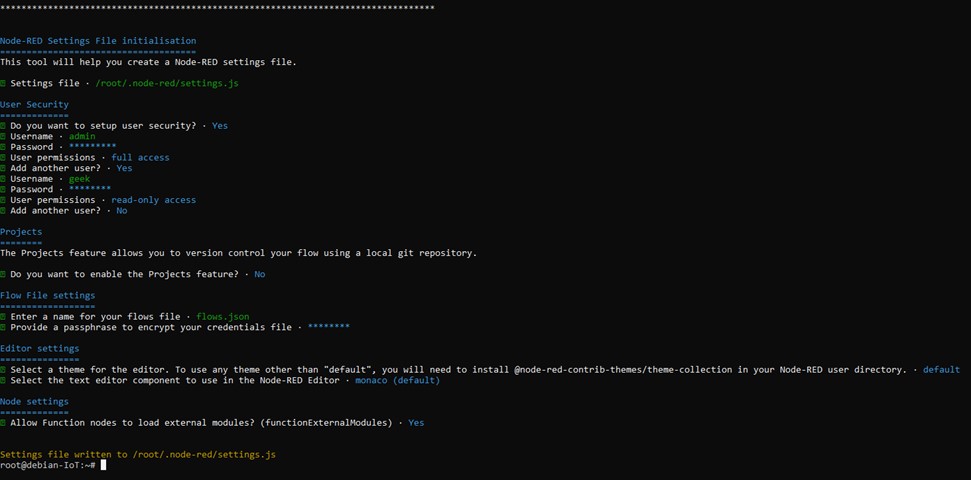 **********************************************************************************
Node-RED Settings File initialisation
=====================================
This tool will help you create a Node-RED settings file.
Settings file · /root/.node-red/settings.js
User Security
=============
Do you want to setup user security? · Yes
Username · admin
Password · *********
User permissions · full access
Add another user? · Yes
Username · geek
Password · ********
User permissions · read-only access
Add another user? · No
Projects
========
The Projects feature allows you to version control your flow using a local git repository.
Do you want to enable the Projects feature? · No
Flow File settings
==================
Enter a name for your flows file · flows.json
Provide a passphrase to encrypt your credentials file · ********
Editor settings
===============
Select a theme for the editor. To use any theme other than "default", you will need to install @node-red-contrib-themes/theme-collection in your Node-RED user directory. · default
Select the text editor component to use in the Node-RED Editor · monaco (default)
Node settings
=============
Allow Function nodes to load external modules? (functionExternalModules) · Yes
Settings file written to /root/.node-red/settings.js
root@debian-IoT:~#